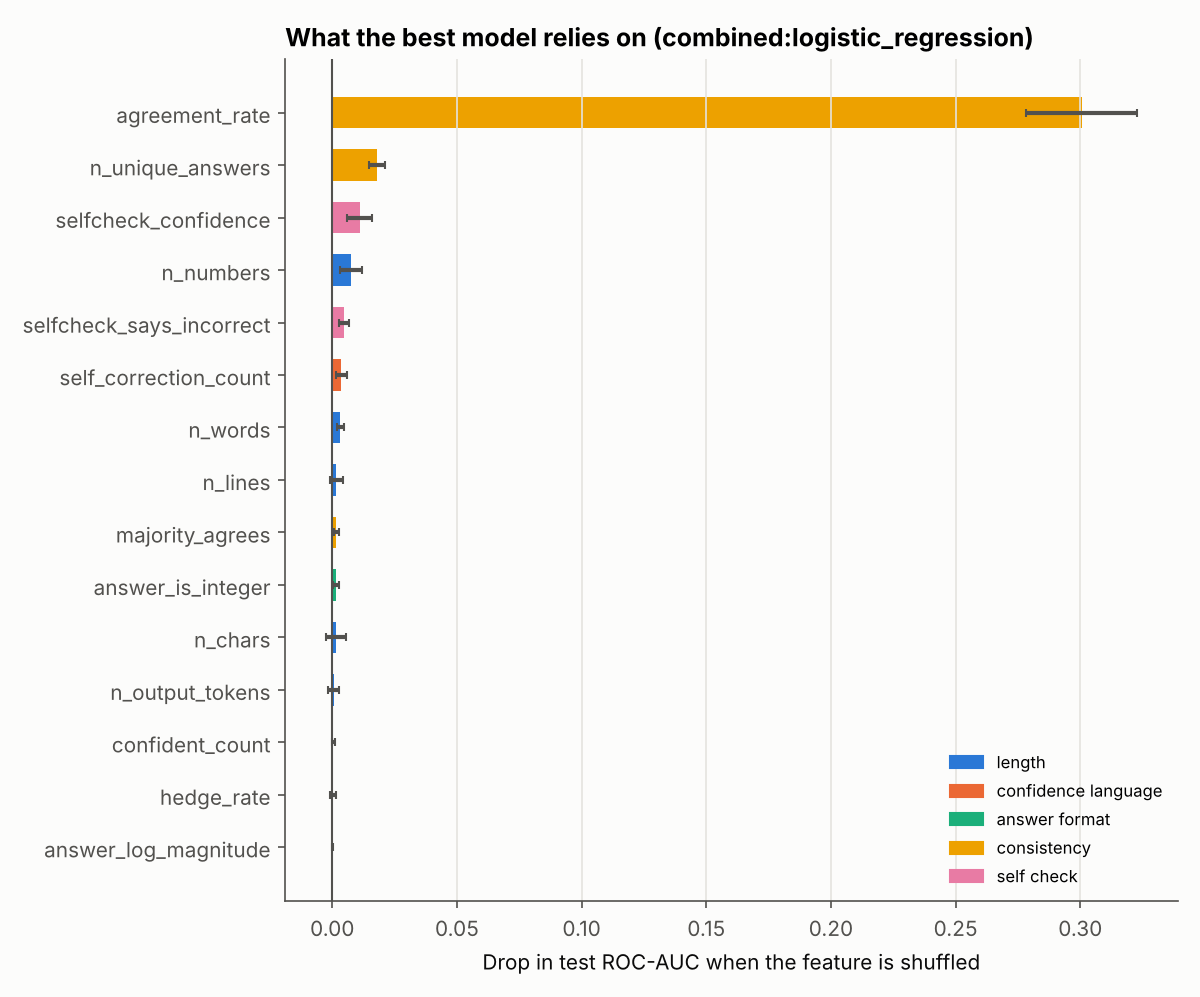 What the best model relies on (combined:logistic_regression)
agreement_rate
n_unique_answers
selfcheck_confidence
n_numbers
selfcheck_says_incorrect
self_correction_count
n_words
n_lines
majority_agrees
answer_is_integer
n_chars
n_output_tokens
confident_count
hedge_rate
answer_log_magnitude
length
confidence language
answer format
consistency
self check
0.00 0.05 0.10 0.15 0.20 0.25 0.30
Drop in test ROC-AUC when the feature is shuffled